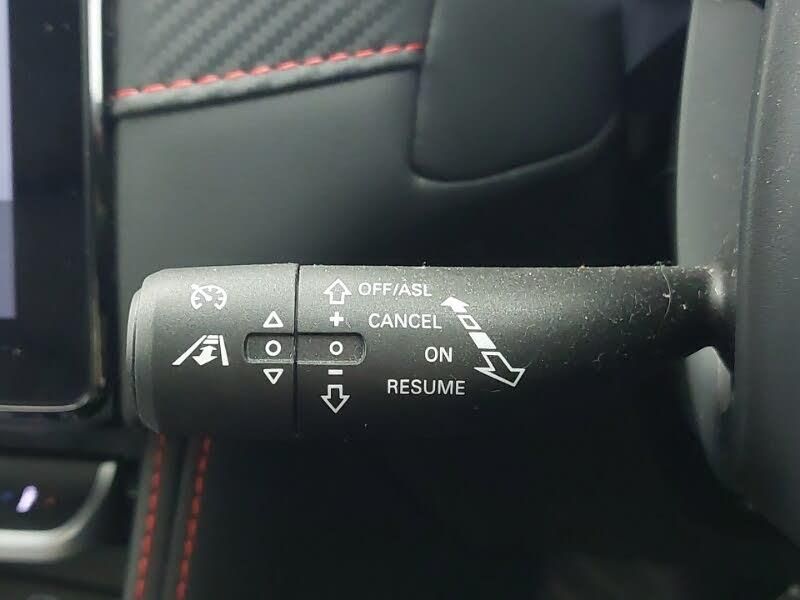 OFF/ASL
+ CANCEL
ON
– RESUME